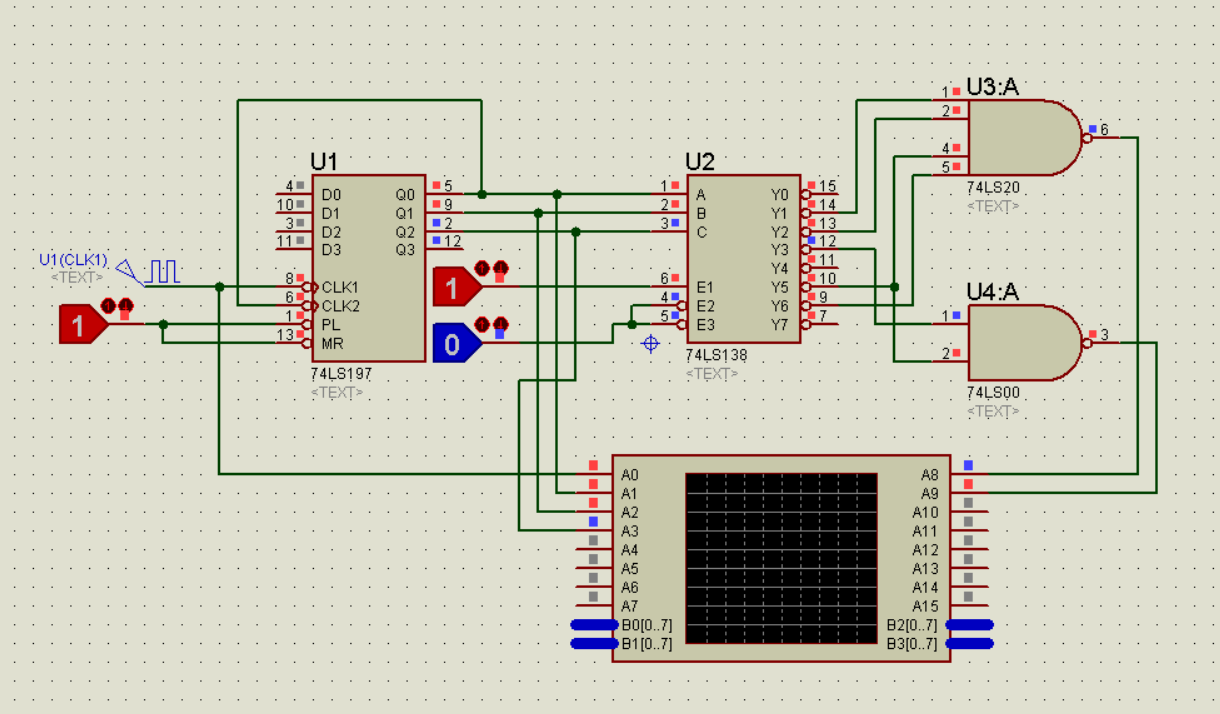 U3:A
1
2
4
5
6
74LS20
<TEXT>
U1
4 D0 Q0 5
10 D1 Q1 9
3 D2 Q2 2
11 D3 Q3 12
8 CLK1
6 CLK2
1 PL
13 MR
74LS197
<TEXT>
U1(CLK1)
<TEXT>
1
1
0
U2
1 A Y0 15
2 B Y1 14
3 C Y2 13
Y3 12
Y4 11
6 E1 Y5 10
4 E2 Y6 9
5 E3 Y7 7
74LS138
<TEXT>
U4:A
1
2
3
74LS00
<TEXT>
A0 A8
A1 A9
A2 A10
A3 A11
A4 A12
A5 A13
A6 A14
A7 A15
B0[0..7] B2[0..7]
B1[0..7] B3[0..7]